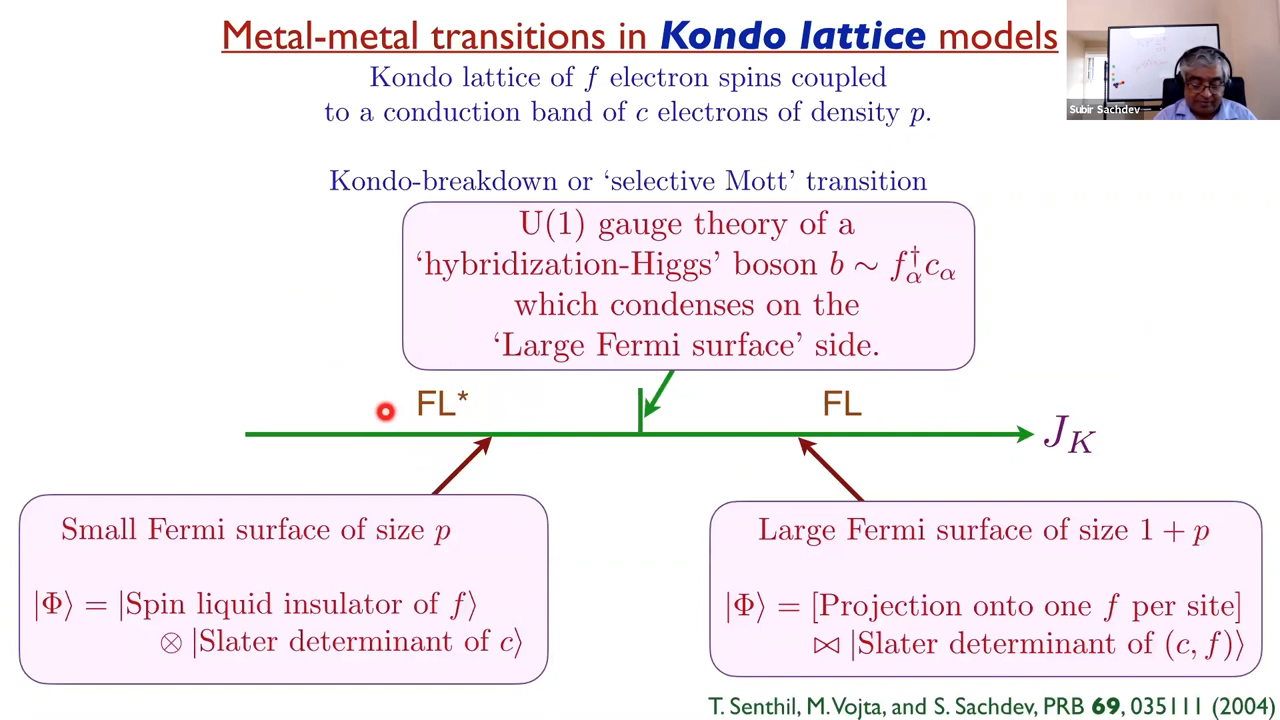 Metal-metal transitions in Kondo lattice models
Kondo lattice of f electron spins coupled
to a conduction band of c electrons of density p.
Subir Sachdev
Kondo-breakdown or ‘selective Mott’ transition
U(1) gauge theory of a
‘hybridization-Higgs’ boson b ∼ f†αcα
which condenses on the
‘Large Fermi surface’ side.
FL*
FL
J_K
Small Fermi surface of size p
|Φ⟩ = |Spin liquid insulator of f⟩
⊗ |Slater determinant of c⟩
Large Fermi surface of size 1 + p
|Φ⟩ = [Projection onto one f per site]
⋈ |Slater determinant of (c, f)⟩
T. Senthil, M. Vojta, and S. Sachdev, PRB 69, 035111 (2004)